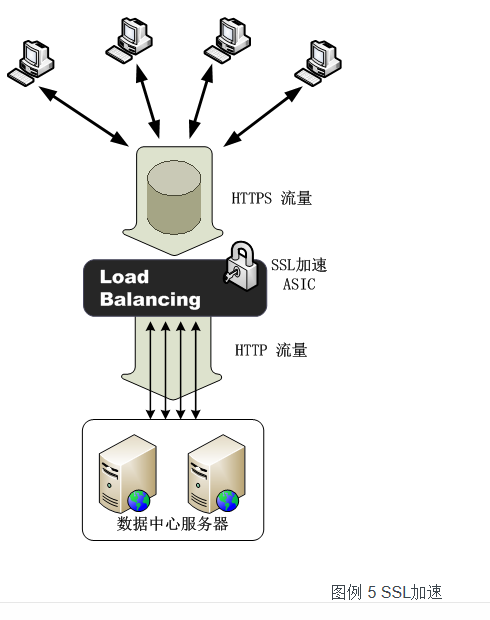 HTTPS 流量
SSL加速
ASIC
Load
Balancing
HTTP 流量
数据中心服务器
图例 5 SSL加速